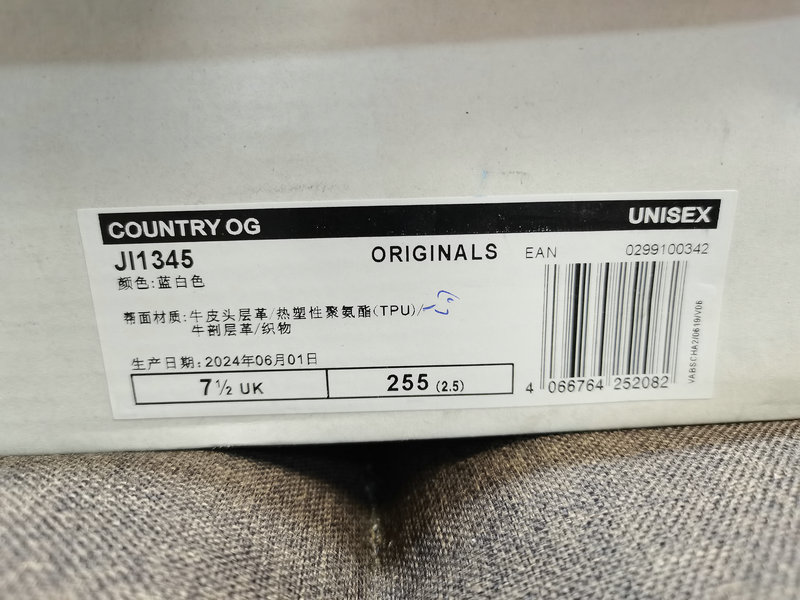 COUNTRY OG UNISEX
JI1345 ORIGINALS EAN 0299100342
颜色:蓝白色
帮面材质:牛皮头层革/热塑性聚氨酯(TPU)/
牛剖层革/织物
生产日期:2024年06月01日
7½ UK 255 (2.5)
4 066764 252082
VABSCHA2/0619/V06